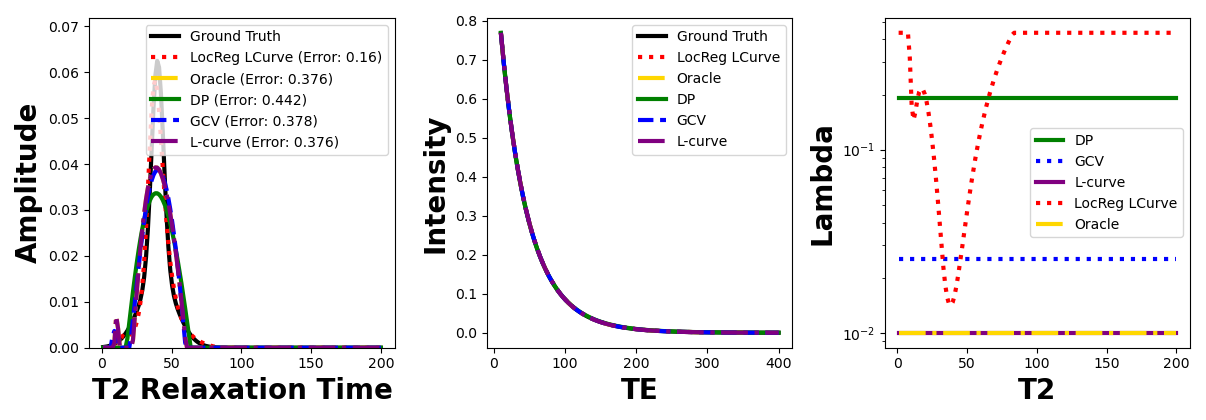 Amplitude
0.07
0.06
0.05
0.04
0.03
0.02
0.01
0.00
Ground Truth
LocReg LCurve (Error: 0.16)
Oracle (Error: 0.376)
DP (Error: 0.442)
GCV (Error: 0.378)
L-curve (Error: 0.376)
0 50 100 150 200
T2 Relaxation Time
Intensity
0.8
0.7
0.6
0.5
0.4
0.3
0.2
0.1
0.0
Ground Truth
LocReg LCurve
Oracle
DP
GCV
L-curve
0 100 200 300 400
TE
Lambda
10⁻¹
10⁻²
DP
GCV
L-curve
LocReg LCurve
Oracle
0 50 100 150 200
T2